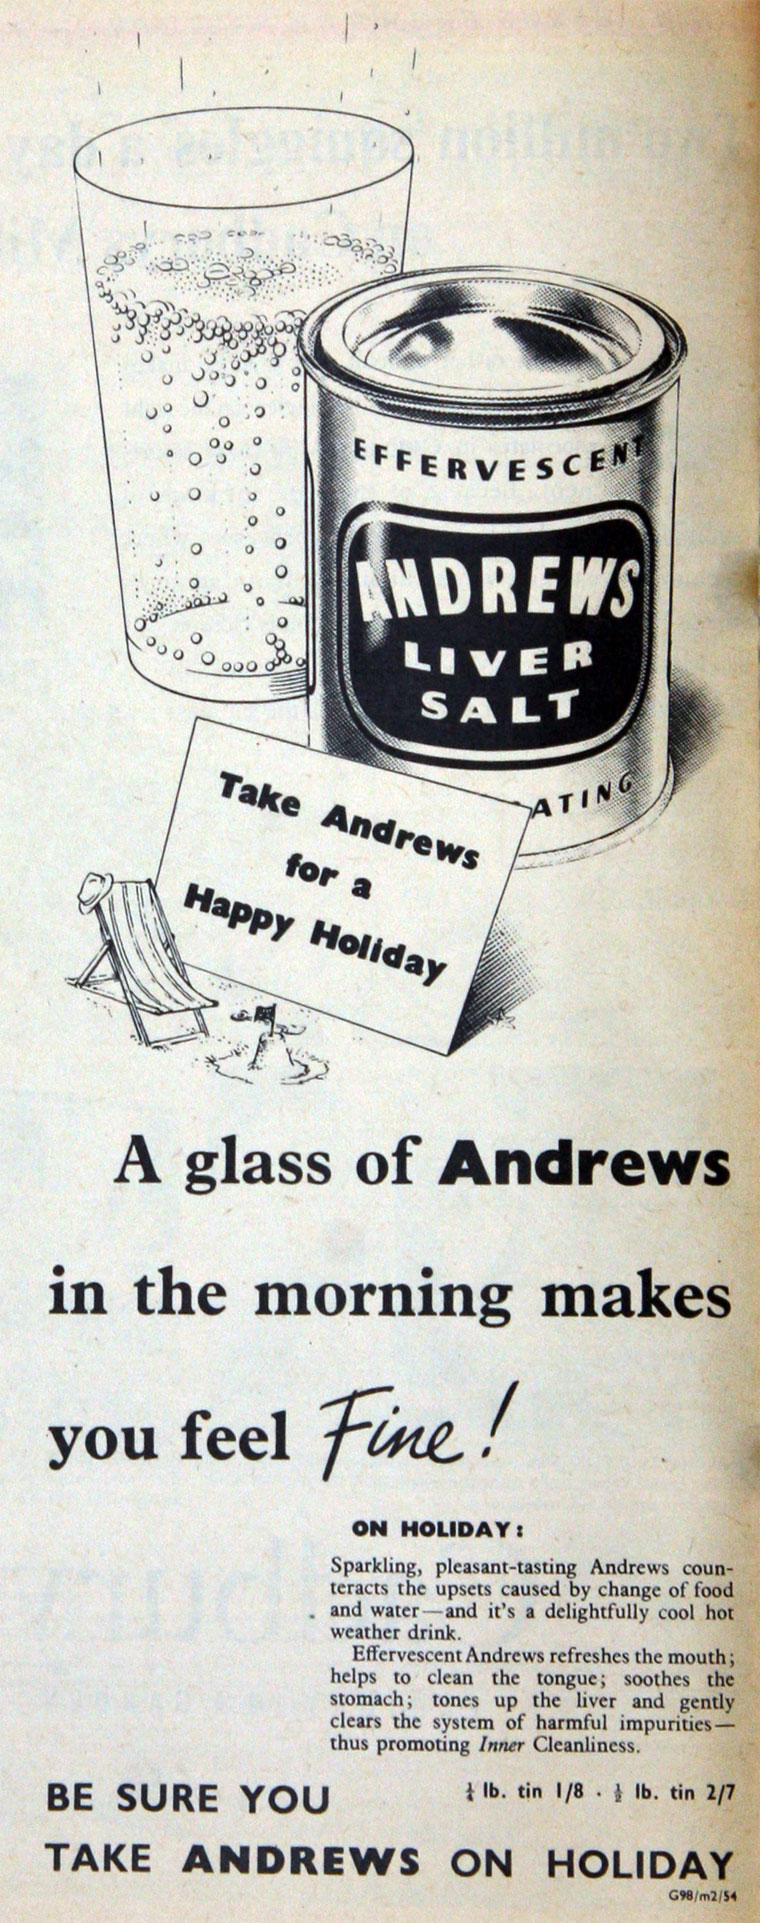 EFFERVESCENT
ANDREWS
LIVER
SALT
ATING
Take Andrews
for a
Happy Holiday
A glass of Andrews
in the morning makes
you feel Fine!
ON HOLIDAY:
Sparkling, pleasant-tasting Andrews coun-
teracts the upsets caused by change of food
and water—and it's a delightfully cool hot
weather drink.
Effervescent Andrews refreshes the mouth;
helps to clean the tongue; soothes the
stomach; tones up the liver and gently
clears the system of harmful impurities—
thus promoting Inner Cleanliness.
BE SURE YOU
¼ lb. tin 1/8 · ½ lb. tin 2/7
TAKE ANDREWS ON HOLIDAY
G98/m2/54